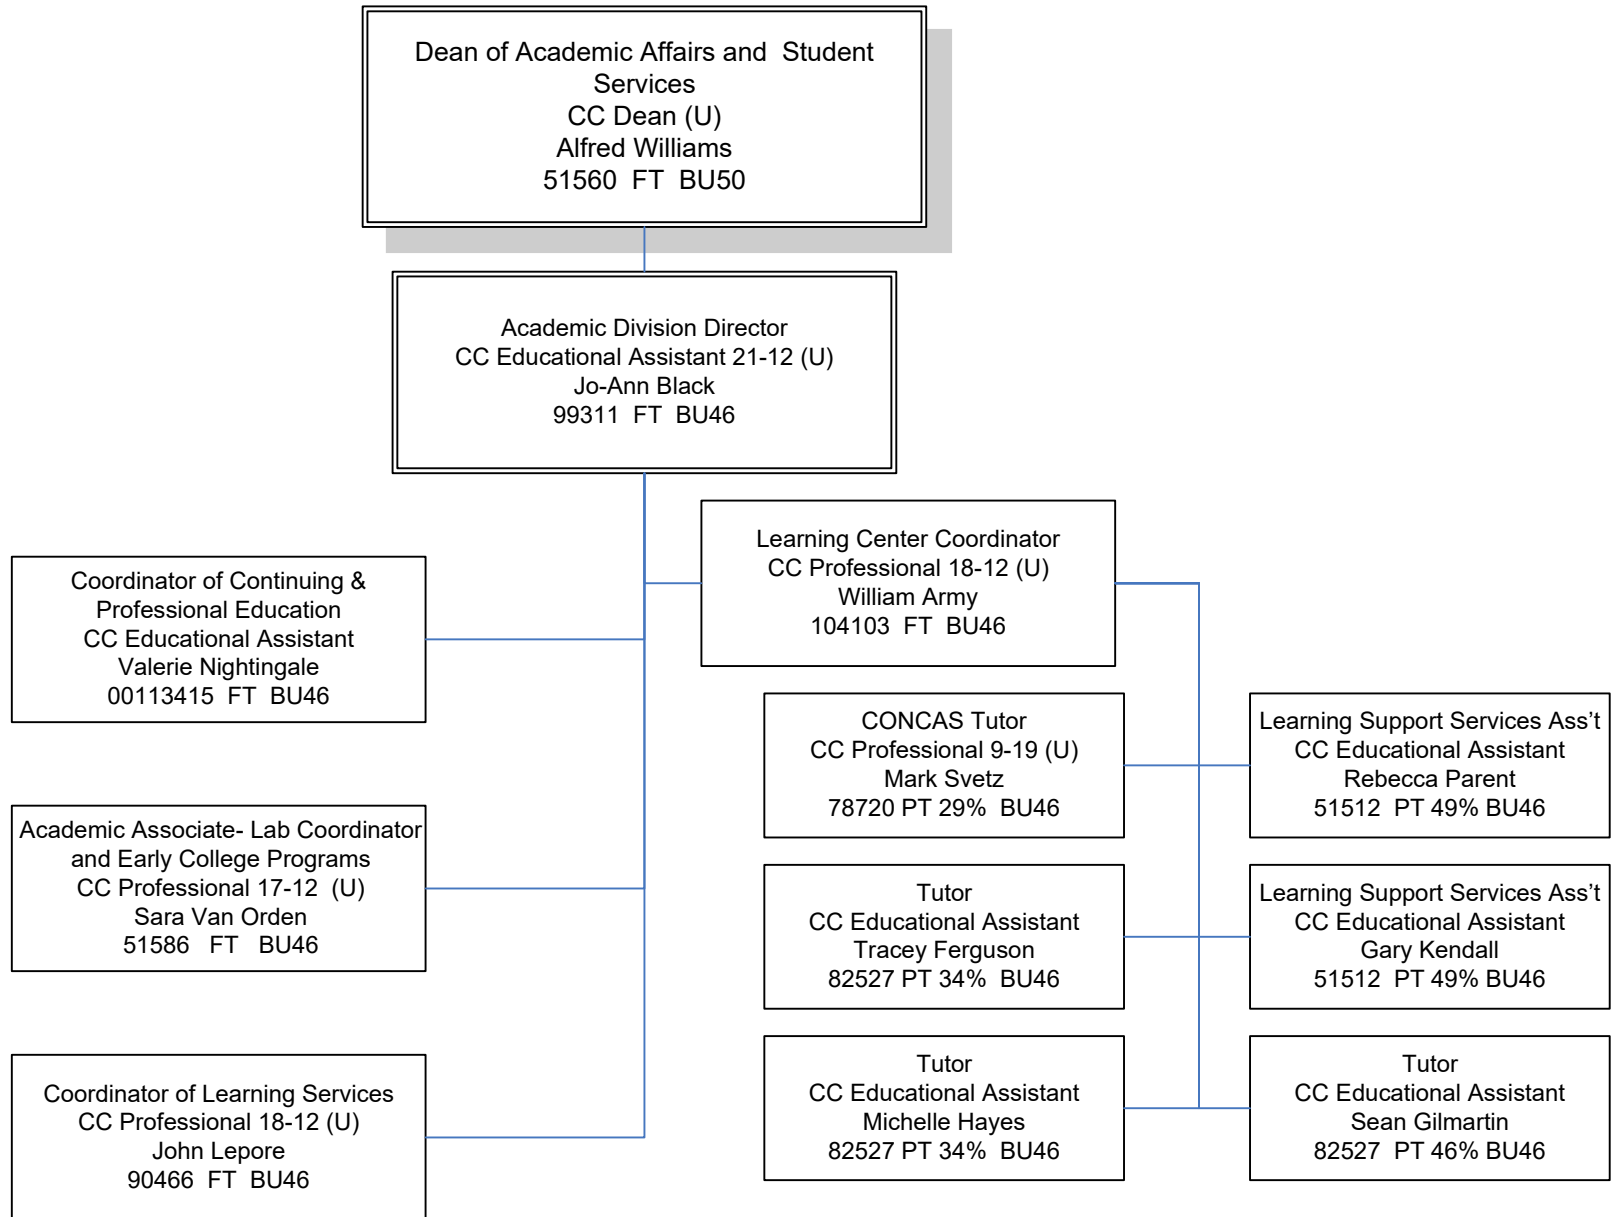 Dean of Academic Affairs and Student
Services
CC Dean (U)
Alfred Williams
51560 FT BU50
Academic Division Director
CC Educational Assistant 21-12 (U)
Jo-Ann Black
99311 FT BU46
Learning Center Coordinator
CC Professional 18-12 (U)
William Army
104103 FT BU46
Coordinator of Continuing &
Professional Education
CC Educational Assistant
Valerie Nightingale
00113415 FT BU46
Academic Associate- Lab Coordinator
and Early College Programs
CC Professional 17-12 (U)
Sara Van Orden
51586 FT BU46
Coordinator of Learning Services
CC Professional 18-12 (U)
John Lepore
90466 FT BU46
CONCAS Tutor
CC Professional 9-19 (U)
Mark Svetz
78720 PT 29% BU46
Learning Support Services Ass't
CC Educational Assistant
Rebecca Parent
51512 PT 49% BU46
Tutor
CC Educational Assistant
Tracey Ferguson
82527 PT 34% BU46
Learning Support Services Ass't
CC Educational Assistant
Gary Kendall
51512 PT 49% BU46
Tutor
CC Educational Assistant
Michelle Hayes
82527 PT 34% BU46
Tutor
CC Educational Assistant
Sean Gilmartin
82527 PT 46% BU46